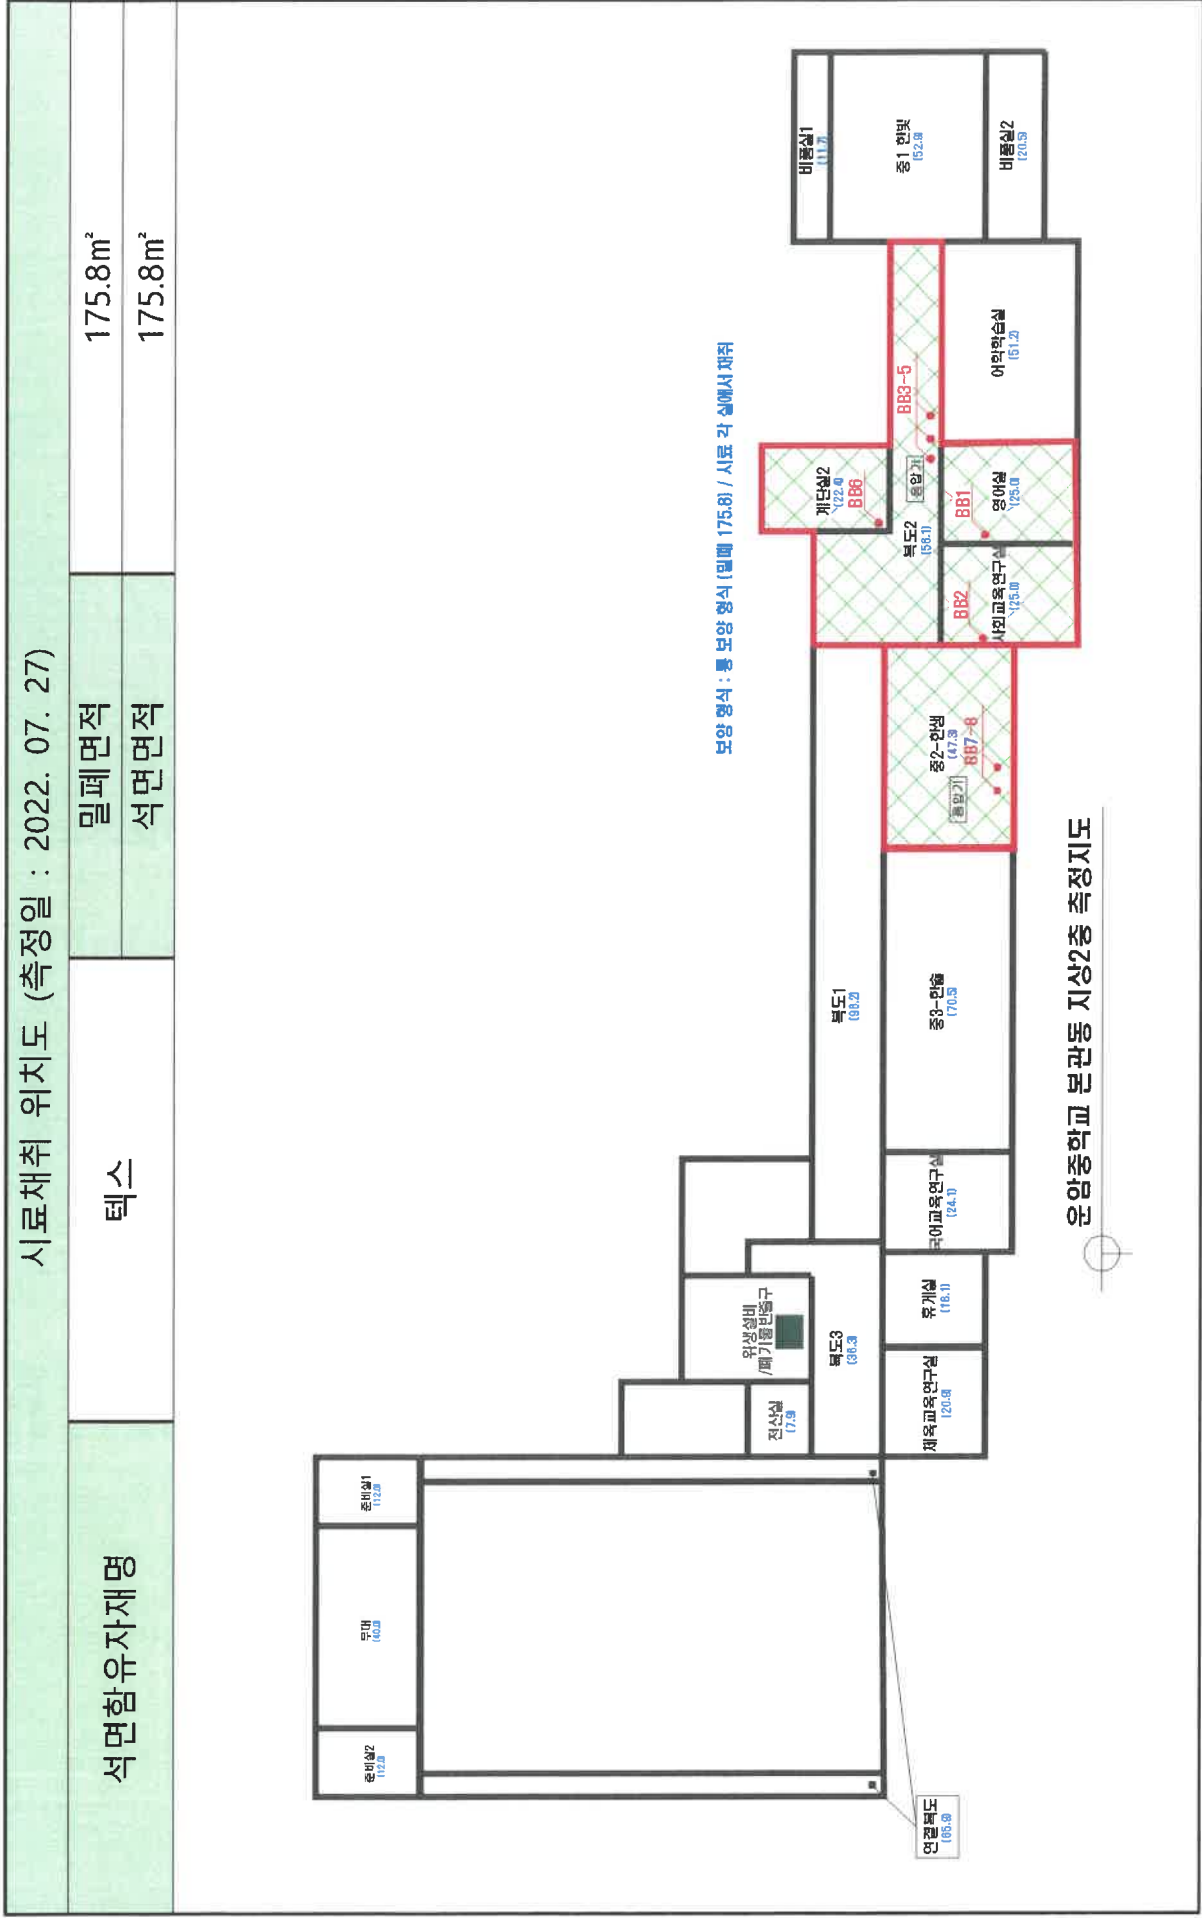 시료채취 위치도 (측정일 : 2022. 07. 27)
석면함유자재명
텍스
밀폐면적
175.8m²
석면면적
175.8m²
준비실2
(12.0)
무대
(40.0)
준비실1
(12.0)
연결복도
(65.9)
전산실
(7.9)
위생설비
/폐기물반출구
복도3
(36.3)
체육교육연구실
(20.9)
휴게실
(18.1)
국어교육연구실
(24.1)
복도1
(98.2)
중3-한솔
(70.5)
중2-한샘
(47.3)
BB7~8
음압기
보양 형식 : 통 보양 형식 (밀폐 175.8) / 시료 각 실에서 채취
계단실2
(22.4)
BB6
복도2
(56.1)
음압기
BB3~5
BB2
사회교육연구실
(25.0)
BB1
영어실
(25.0)
어학학습실
(51.2)
비품실1
(11.7)
중1 한빛
(52.9)
비품실2
(20.5)
운암중학교 본관동 지상2층 측정지도